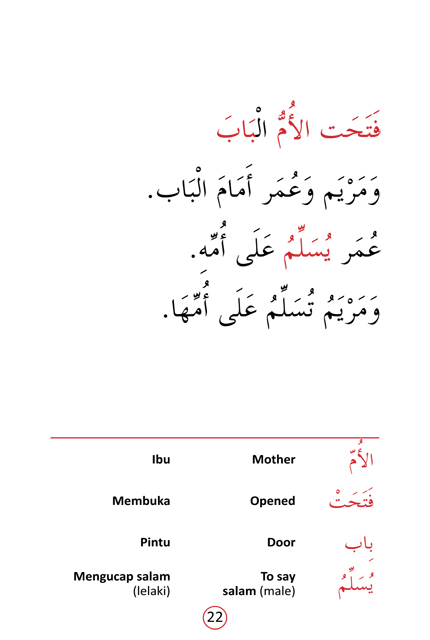 فَتَحَت الأُمُّ الْبَابَ
وَمَرْيَم وَعُمَر أَمَامَ الْبَاب.
عُمَر يُسَلِّمُ عَلَى أُمِّهِ.
وَمَرْيَمُ تُسَلِّمُ عَلَى أُمِّهَا.
الأُمّ Mother Ibu
فَتَحَتْ Opened Membuka
باب Door Pintu
يُسَلِّمُ To say salam (male) Mengucap salam (lelaki)
22